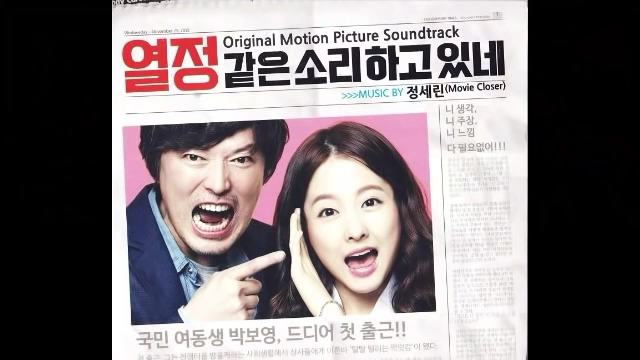 Original Motion Picture Soundtrack
열정 같은소리하고있네
>>>MUSIC BY 정세린(Movie Closer)
니 생각,
니 주장,
니 느낌
다 필요없어!!!
국민 여동생 박보영, 드디어 첫 출근!!